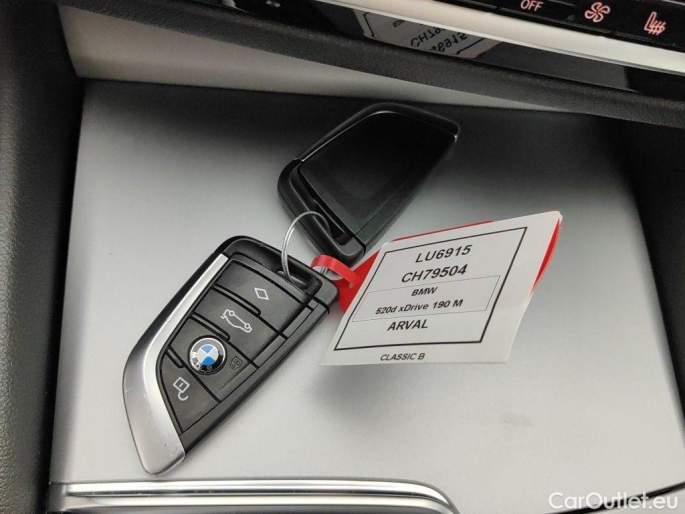 OFF
LU6915
CH79504
BMW
520d xDrive 190 M
ARVAL
CLASSIC B
CarOutlet.eu